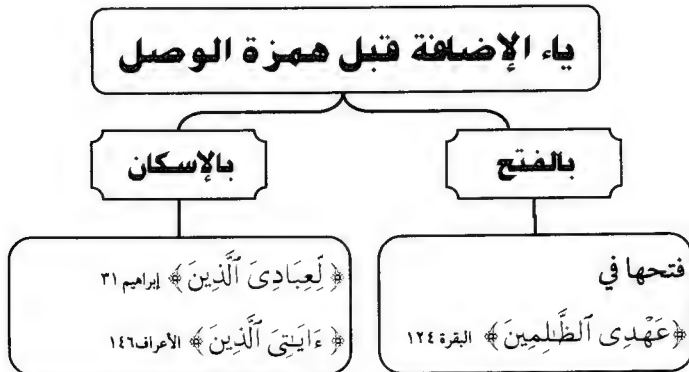 ياء الإضافة قبل همزة الوصل
بالفتح
بالإسكان
فتحها في
﴿عَهْدِى ٱلظَّـٰلِمِينَ﴾ البقرة ١٢٤
﴿لِّعِبَادِىَ ٱلَّذِينَ﴾ إبراهيم ٣١
﴿ءَايَـٰتِىَ ٱلَّذِينَ﴾ الأعراف ١٤٦